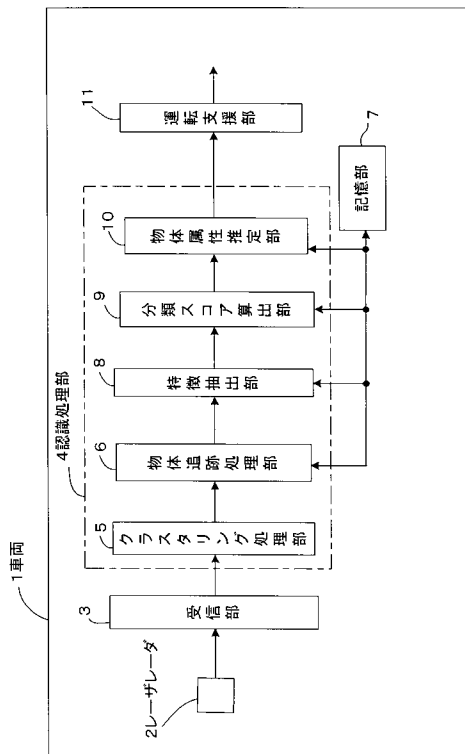 1車両
4認識処理部
2レーザレーダ
3
受信部
5
クラスタリング処理部
6
物体追跡処理部
8
特徴抽出部
9
分類スコア算出部
10
物体属性推定部
11
運転支援部
7
記憶部